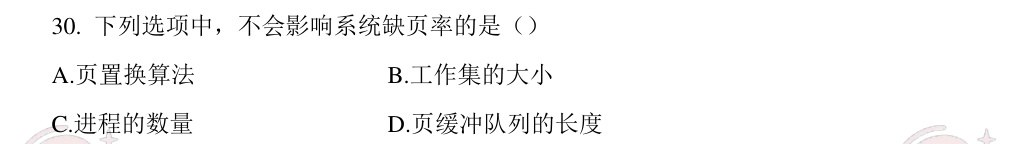 30. 下列选项中，不会影响系统缺页率的是（）
A.页置换算法 B.工作集的大小
C.进程的数量 D.页缓冲队列的长度